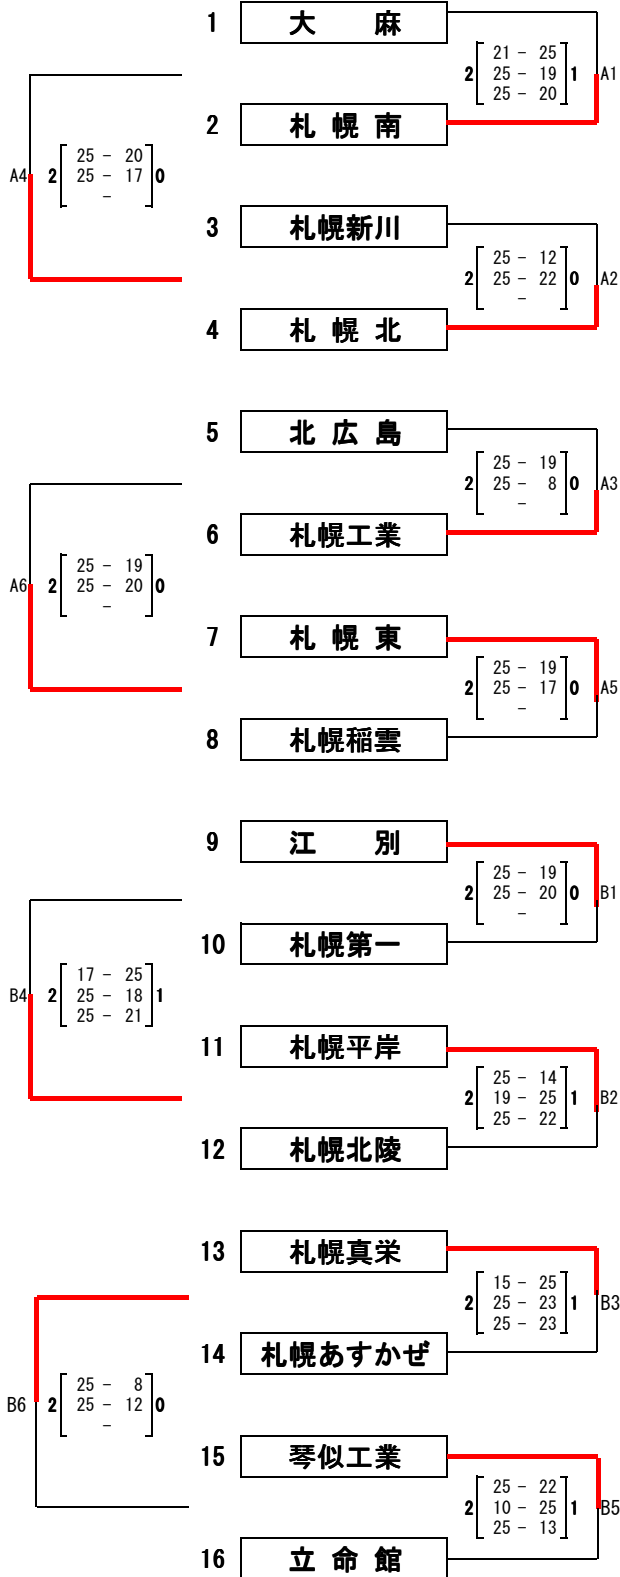 1 大 麻
21 - 25
2 25 - 19 1 A1
25 - 20
2 札 幌 南
25 - 20
A4 2 25 - 17 0
-
3 札幌新川
25 - 12
2 25 - 22 0 A2
-
4 札 幌 北
5 北 広 島
25 - 19
2 25 - 8 0 A3
-
6 札幌工業
25 - 19
A6 2 25 - 20 0
-
7 札 幌 東
25 - 19
2 25 - 17 0 A5
-
8 札幌稲雲
9 江 別
25 - 19
2 25 - 20 0 B1
-
10 札幌第一
17 - 25
B4 2 25 - 18 1
25 - 21
11 札幌平岸
25 - 14
2 19 - 25 1 B2
25 - 22
12 札幌北陵
13 札幌真栄
15 - 25
2 25 - 23 1 B3
25 - 23
14 札幌あすかぜ
25 - 8
B6 2 25 - 12 0
-
15 琴似工業
25 - 22
2 10 - 25 1 B5
25 - 13
16 立 命 館